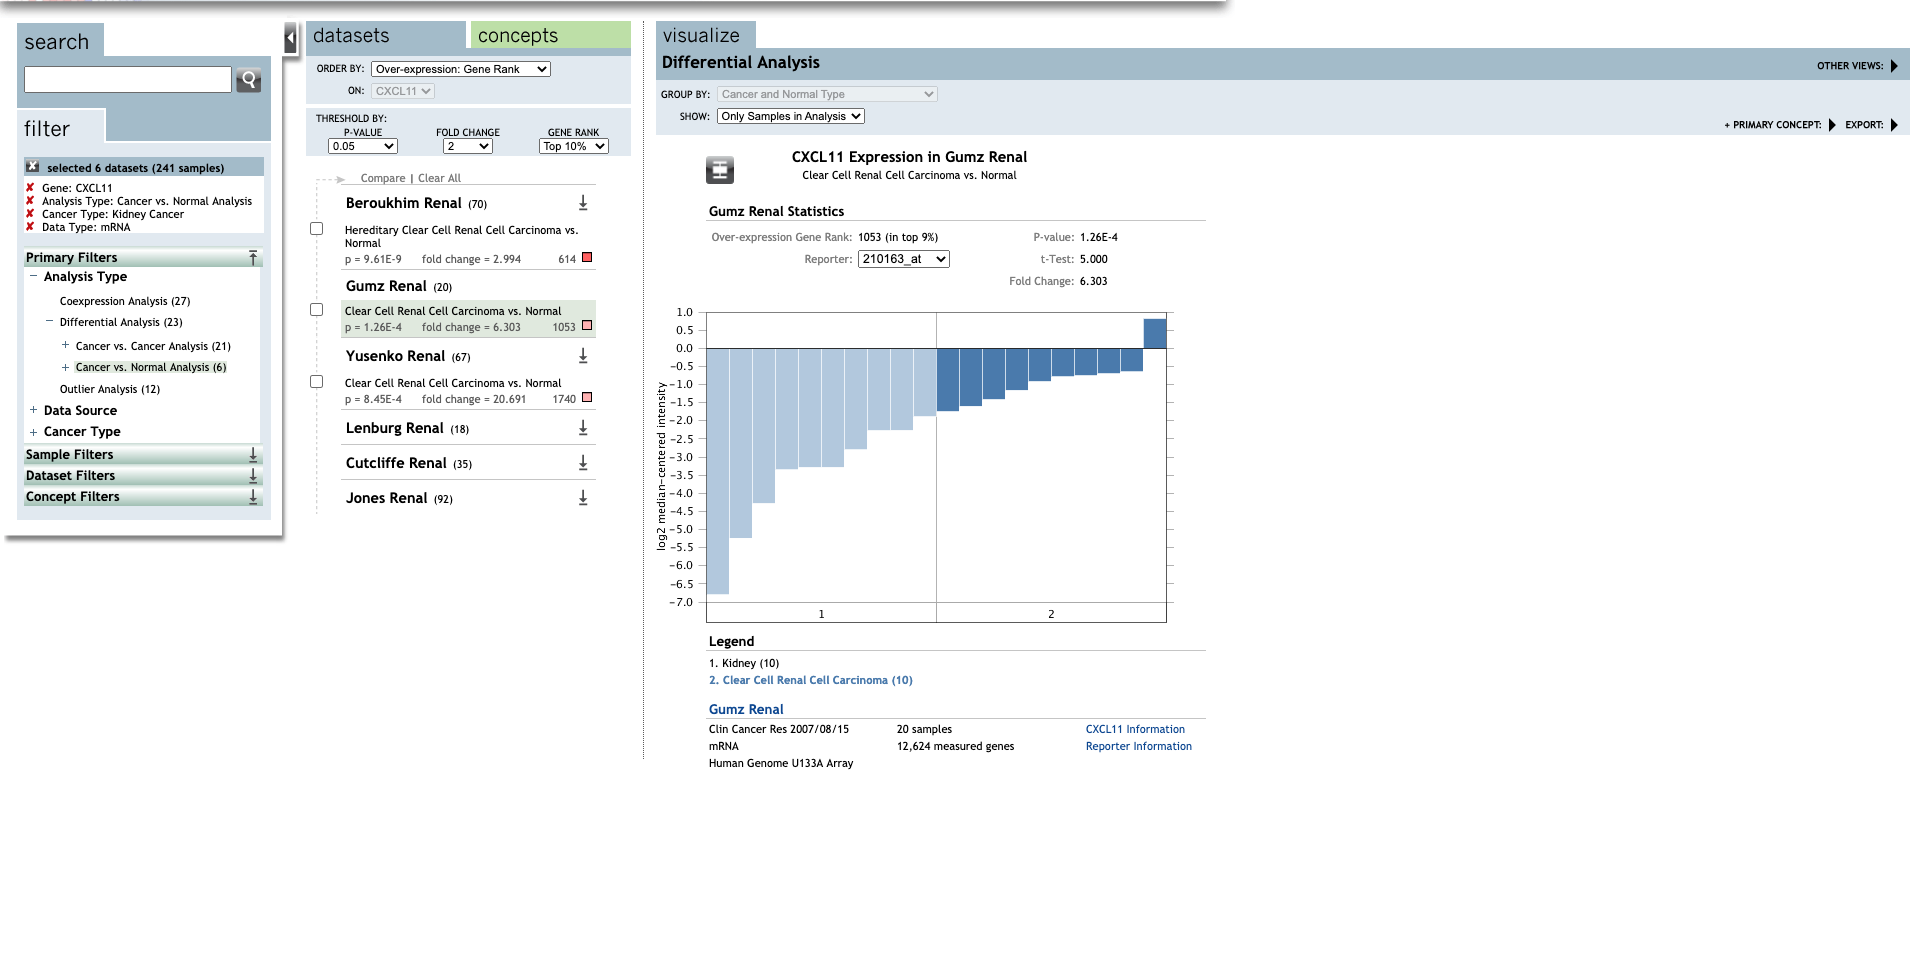 search
filter
selected 6 datasets (241 samples)
Gene: CXCL11
Analysis Type: Cancer vs. Normal Analysis
Cancer Type: Kidney Cancer
Data Type: mRNA
Primary Filters
Analysis Type
Coexpression Analysis (27)
Differential Analysis (23)
Cancer vs. Cancer Analysis (21)
Cancer vs. Normal Analysis (6)
Outlier Analysis (12)
Data Source
Cancer Type
Sample Filters
Dataset Filters
Concept Filters
datasets
concepts
ORDER BY: Over-expression: Gene Rank
ON: CXCL11
THRESHOLD BY:
P-VALUE FOLD CHANGE GENE RANK
0.05 2 Top 10%
Compare | Clear All
Beroukhim Renal (70)
Hereditary Clear Cell Renal Cell Carcinoma vs.
Normal
p = 9.61E-9 fold change = 2.994 614
Gumz Renal (20)
Clear Cell Renal Cell Carcinoma vs. Normal
p = 1.26E-4 fold change = 6.303 1053
Yusenko Renal (67)
Clear Cell Renal Cell Carcinoma vs. Normal
p = 8.45E-4 fold change = 20.691 1740
Lenburg Renal (18)
Cutcliffe Renal (35)
Jones Renal (92)
visualize
Differential Analysis
OTHER VIEWS:
GROUP BY: Cancer and Normal Type
SHOW: Only Samples in Analysis
+ PRIMARY CONCEPT: EXPORT:
CXCL11 Expression in Gumz Renal
Clear Cell Renal Cell Carcinoma vs. Normal
Gumz Renal Statistics
Over-expression Gene Rank: 1053 (in top 9%) P-value: 1.26E-4
Reporter: 210163_at t-Test: 5.000
Fold Change: 6.303
log2 median-centered intensity
1.0
0.5
0.0
-0.5
-1.0
-1.5
-2.0
-2.5
-3.0
-3.5
-4.0
-4.5
-5.0
-5.5
-6.0
-6.5
-7.0
1 2
Legend
1. Kidney (10)
2. Clear Cell Renal Cell Carcinoma (10)
Gumz Renal
Clin Cancer Res 2007/08/15 20 samples CXCL11 Information
mRNA 12,624 measured genes Reporter Information
Human Genome U133A Array